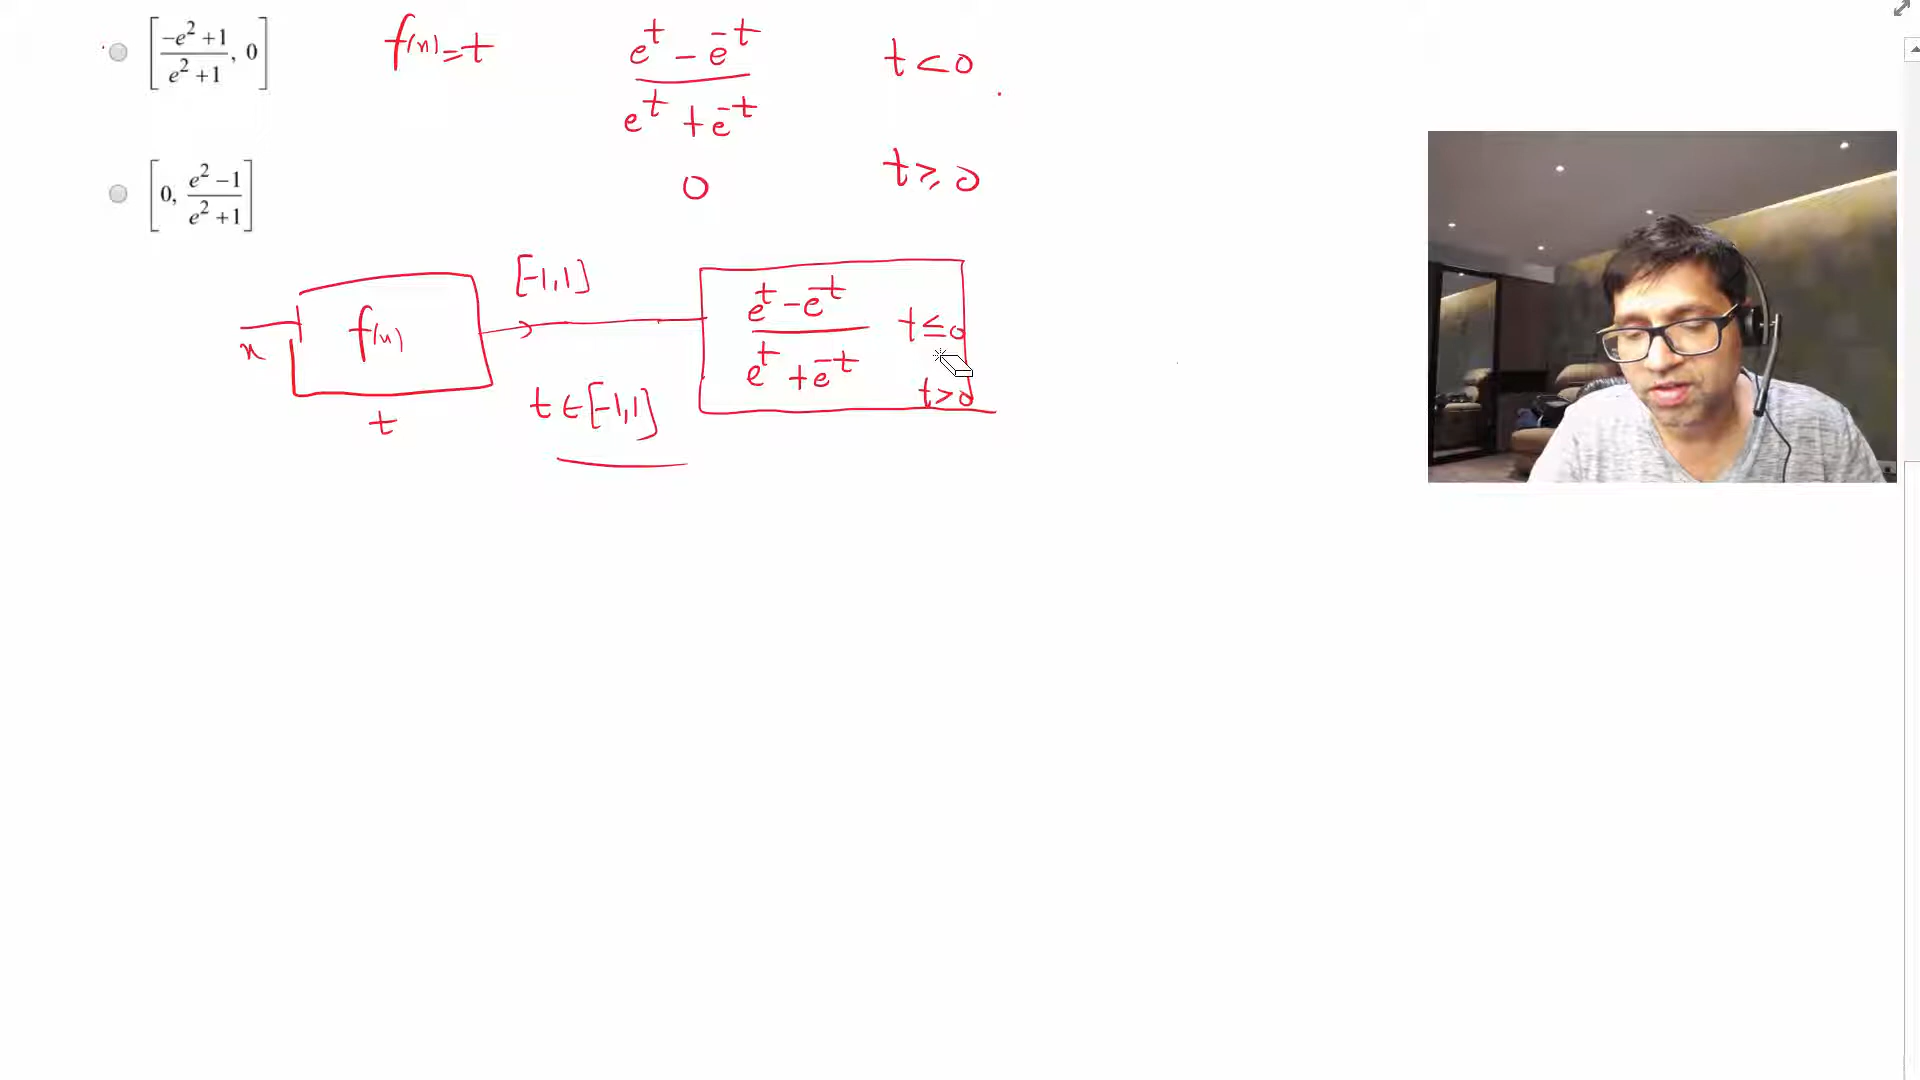 [(-e² + 1)/(e² + 1), 0]
f(x) = t
(e^t - e^-t)/(e^t + e^-t)  t < 0
0  t ≥ 0
[0, (e² - 1)/(e² + 1)]
x
f(x)
t
[-1,1]
t ∈ [-1,1]
(e^t - e^-t)/(e^t + e^-t)  t ≤ 0
t > 0